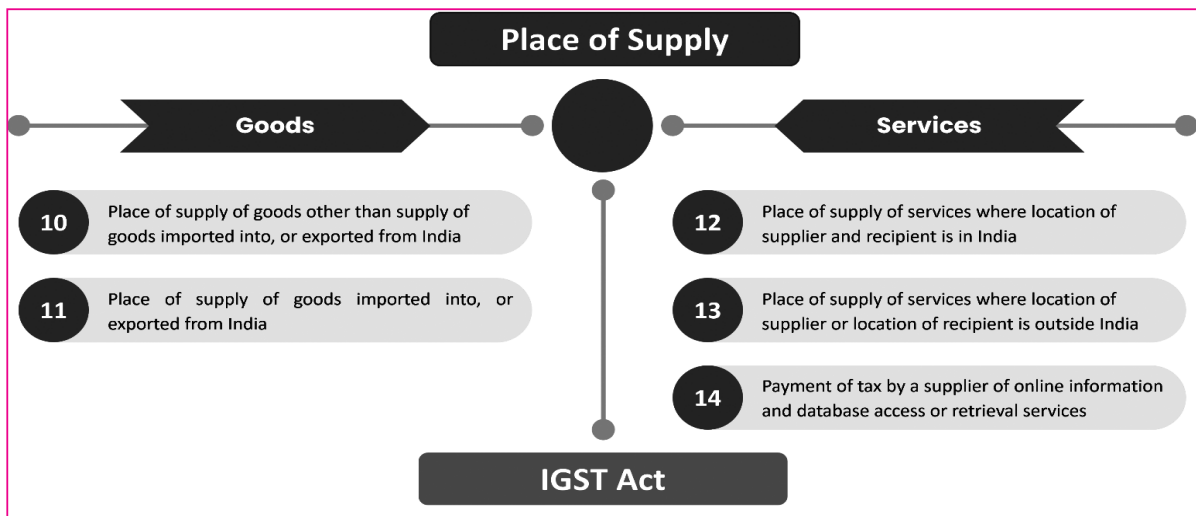 Place of Supply
Goods
10
Place of supply of goods other than supply of
goods imported into, or exported from India
11
Place of supply of goods imported into, or
exported from India
Services
12
Place of supply of services where location of
supplier and recipient is in India
13
Place of supply of services where location of
supplier or location of recipient is outside India
14
Payment of tax by a supplier of online information
and database access or retrieval services
IGST Act